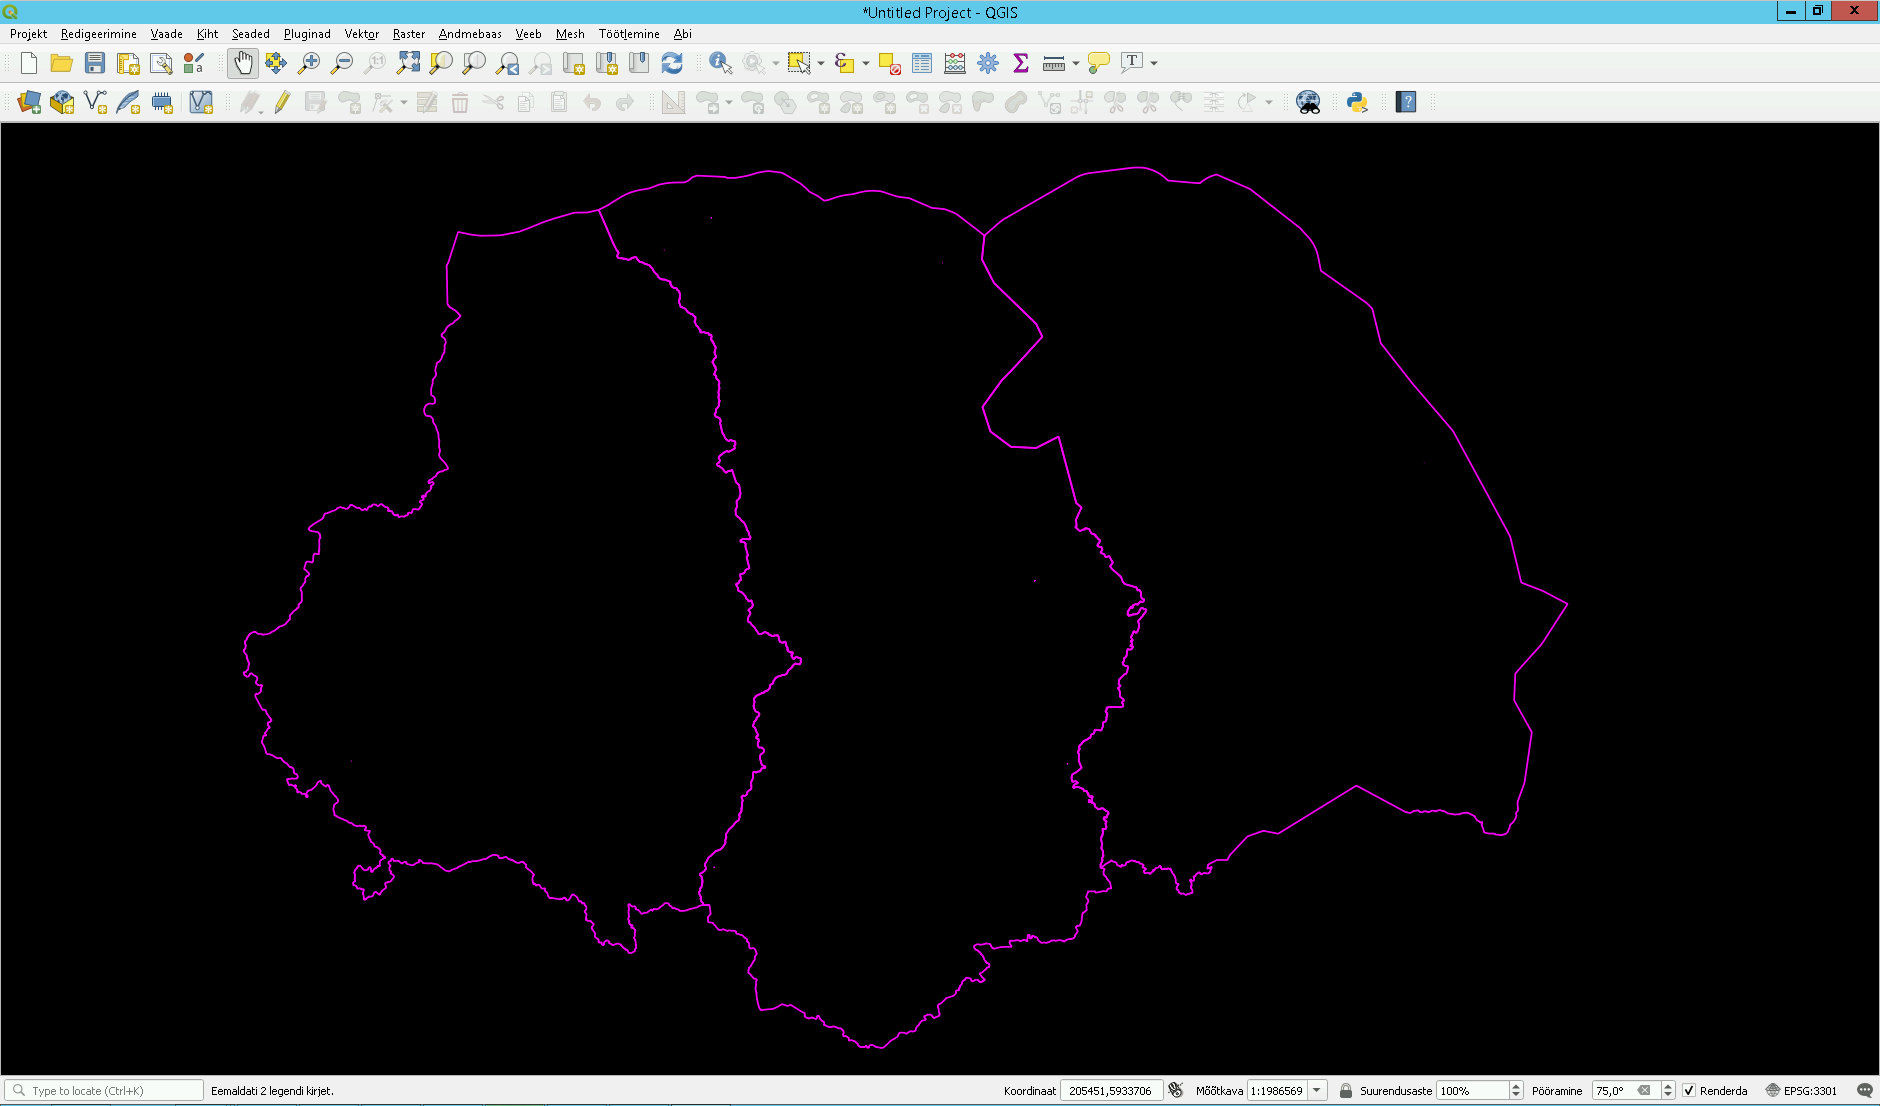 *Untitled Project - QGIS
Projekt Redigeerimine Vaade Kiht Seaded Pluginad Vektor Raster Andmebaas Veeb Mesh Töötlemine Abi
Type to locate (Ctrl+K) Eemaldati 2 legendi kirjet. Koordinaat 205451,5933706 Mõõtkava 1:1986569 Suurendusaste 100% Pööramine 75,0° Renderda EPSG:3301